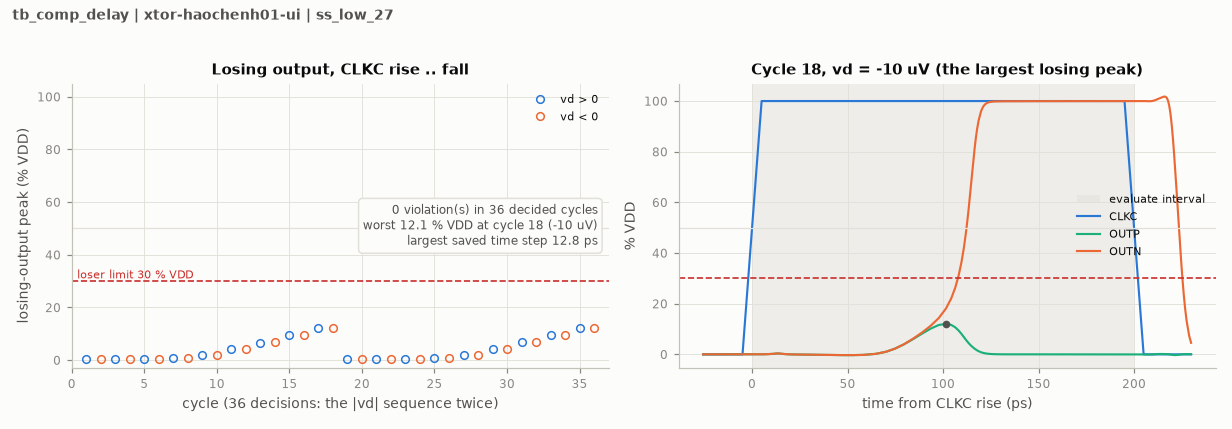 tb_comp_delay | xtor-haochenh01-ui | ss_low_27
Losing output, CLKC rise .. fall
losing-output peak (% VDD)
100
80
60
40
20
0
vd > 0
vd < 0
0 violation(s) in 36 decided cycles
worst 12.1 % VDD at cycle 18 (-10 uV)
largest saved time step 12.8 ps
loser limit 30 % VDD
0 5 10 15 20 25 30 35
cycle (36 decisions: the |vd| sequence twice)
Cycle 18, vd = -10 uV (the largest losing peak)
% VDD
100
80
60
40
20
0
evaluate interval
CLKC
OUTP
OUTN
0 50 100 150 200
time from CLKC rise (ps)